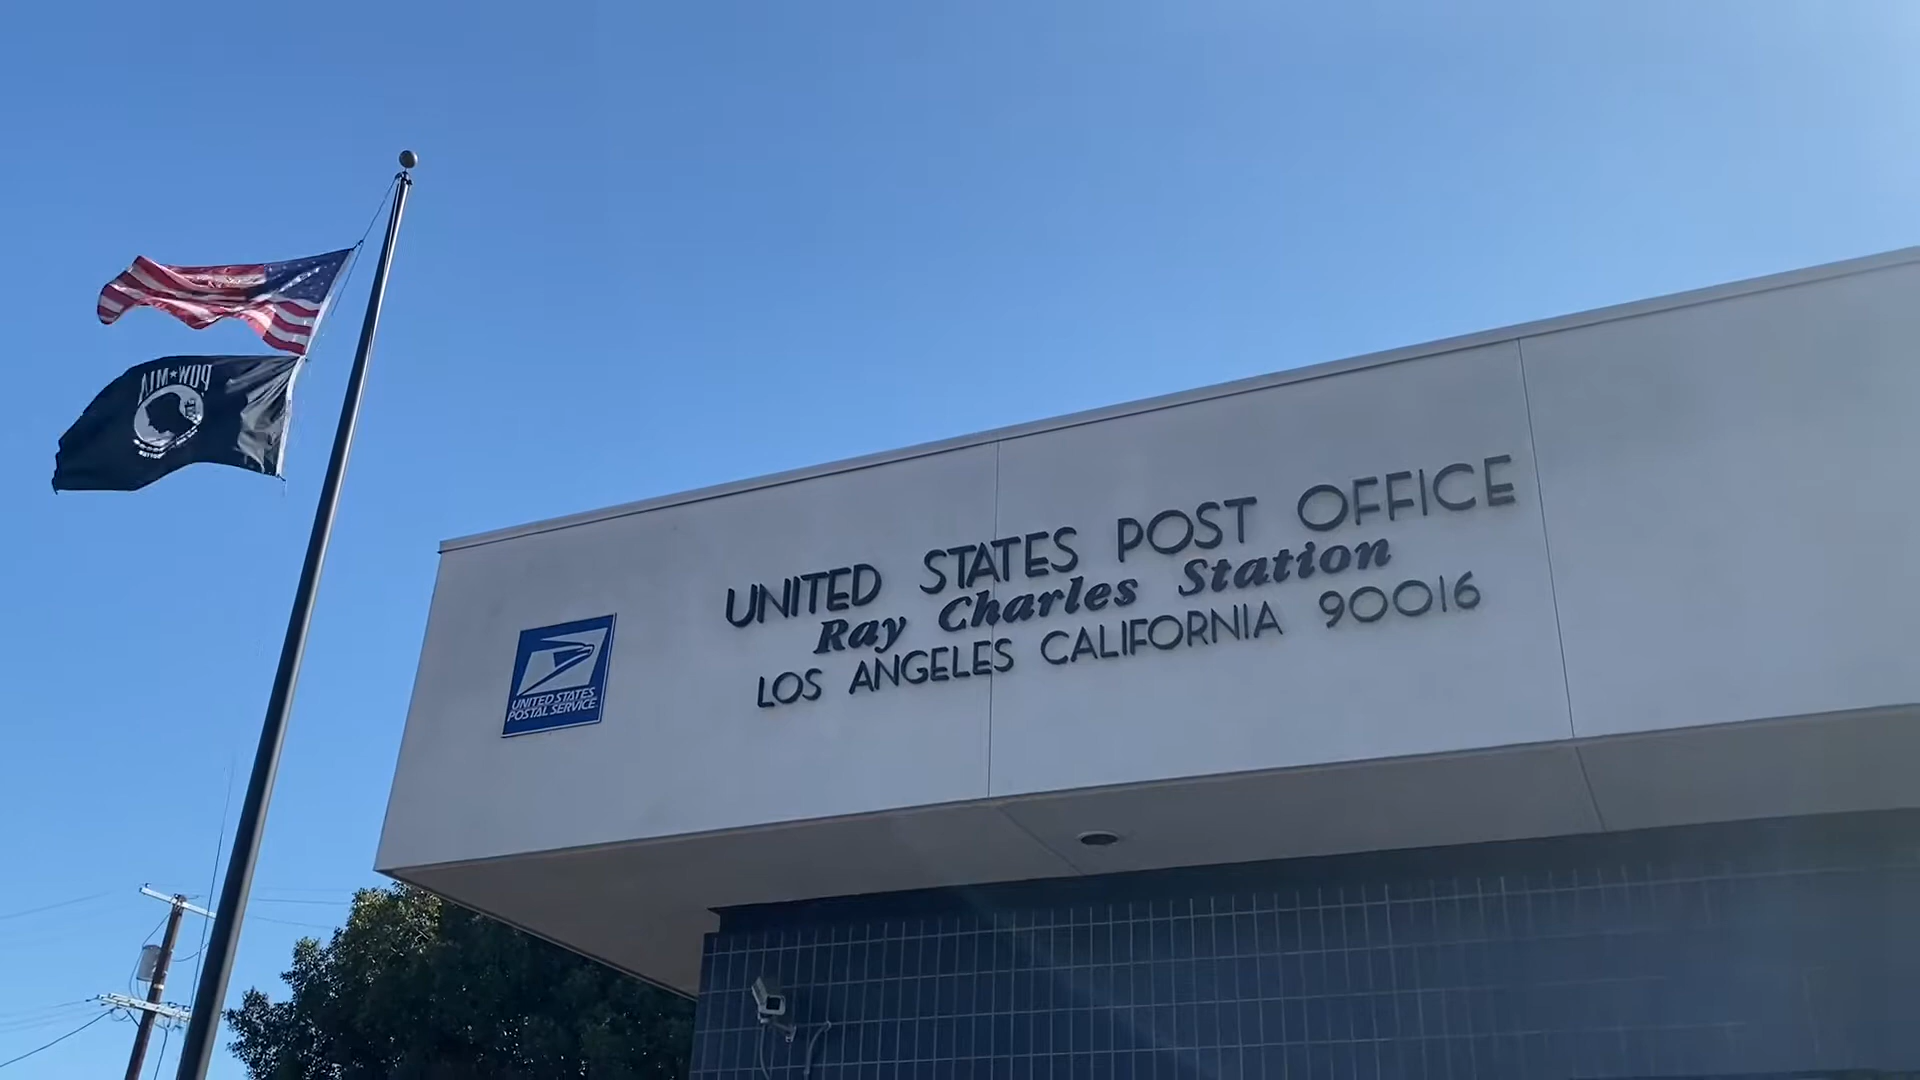 POW★MIA
UNITED STATES POST OFFICE
Ray Charles Station
LOS ANGELES CALIFORNIA 90016
UNITED STATES
POSTAL SERVICE